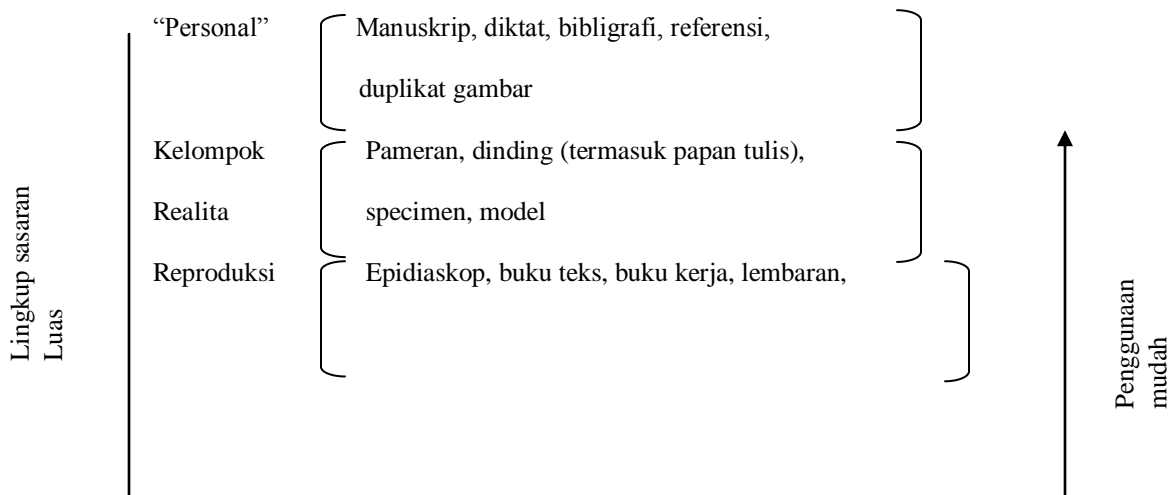 “Personal” Manuskrip, diktat, bibligrafi, referensi,
duplikat gambar
Kelompok Pameran, dinding (termasuk papan tulis),
Realita specimen, model
Reproduksi Epidiaskop, buku teks, buku kerja, lembaran,
Lingkup sasaran
Luas
Penggunaan
mudah